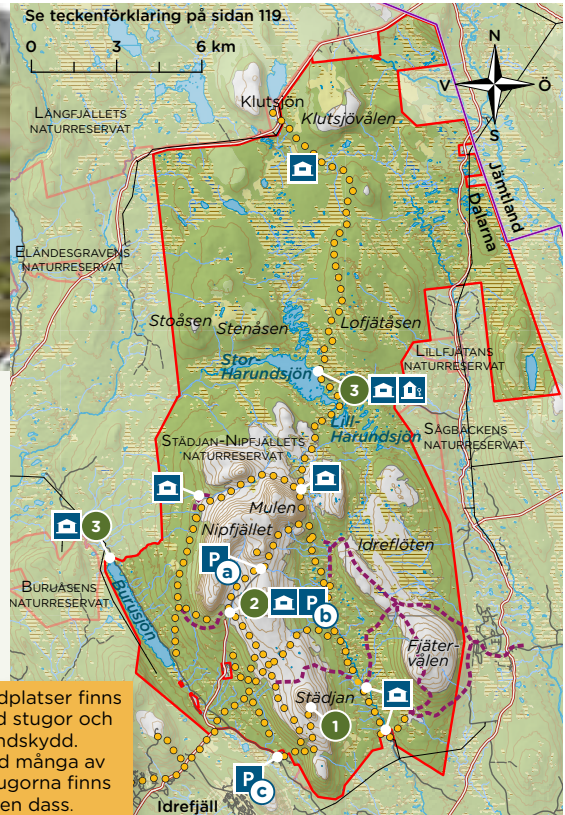 Se teckenförklaring på sidan 119.
0 3 6 km
N
V Ö
S
Klutsjön
Klutsjövålen
LÅNGFJÄLLETS
NATURRESERVAT
Jämtland
Dalarna
ELÄNDESGRAVENS
NATURRESERVAT
Stoåsen
Stenåsen
Lofjätåsen
Stor-
Harundsjön
LILLFJÄTANS
NATURRESERVAT
3
Lill-
Harundsjön
SÅGBÄCKENS
NATURRESERVAT
STÄDJAN-NIPFJÄLLETS
NATURRESERVAT
Mulen
3
Nipfjället
Idreflöten
P
a
BURUÅSENS
NATURRESERVAT
Burusjön
2
P
b
Fjäter-
vålen
Städjan
1
dplatser finns
d stugor och
ndskydd.
d många av
ugorna finns
en dass.
P
c
Idrefjäll